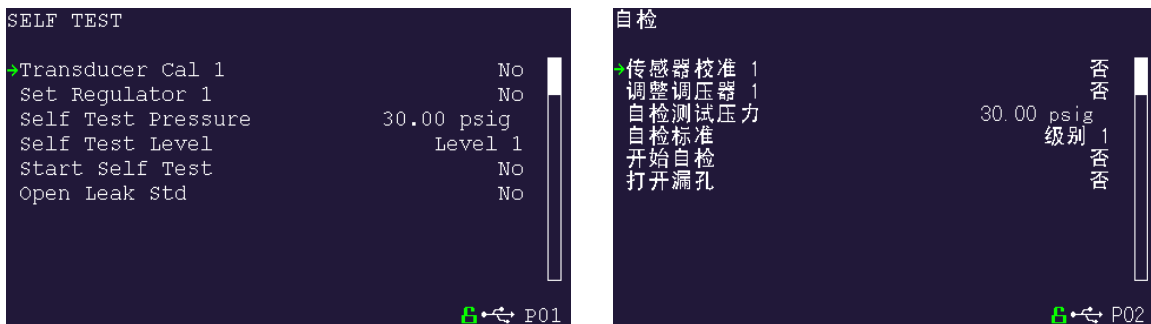 SELF TEST
→Transducer Cal 1 No
Set Regulator 1 No
Self Test Pressure 30.00 psig
Self Test Level Level 1
Start Self Test No
Open Leak Std No
P01
自检
→传感器校准 1 否
调整调压器 1 否
自检测试压力 30.00 psig
自检标准 级别 1
开始自检 否
打开漏孔 否
P02